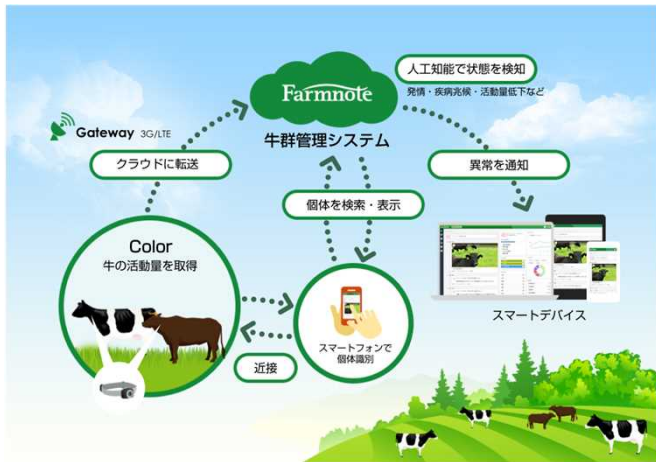 人工知能で状態を検知
発情・疾病兆候・活動量低下など
Farmnote
牛群管理システム
Gateway 3G/LTE
クラウドに転送
異常を通知
個体を検索・表示
Color
牛の活動量を取得
スマートフォンで
個体識別
近接
スマートデバイス